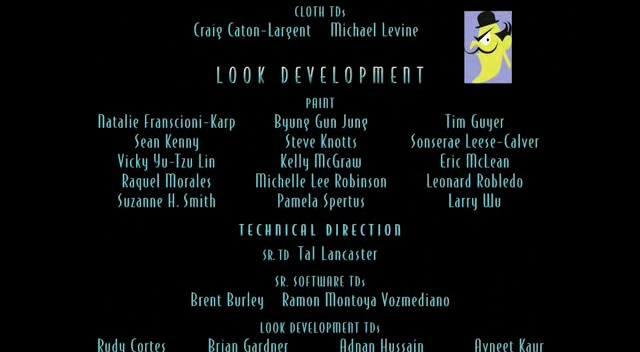 CLOTH TDs
Craig Caton-Largent Michael Levine
LOOK DEVELOPMENT
PAINT
Natalie Franscioni-Karp Byung Gun Jung Tim Guyer
Sean Kenny Steve Knotts Sonserae Leese-Calver
Vicky Yu-Tzu Lin Kelly McGraw Eric McLean
Raquel Morales Michelle Lee Robinson Leonard Robledo
Suzanne H. Smith Pamela Spertus Larry Wu
TECHNICAL DIRECTION
SR. TD Tal Lancaster
SR. SOFTWARE TDs
Brent Burley Ramon Montoya Vozmediano
LOOK DEVELOPMENT TDs
Rudy Cortes Brian Gardner Adnan Hussain Avneet Kaur